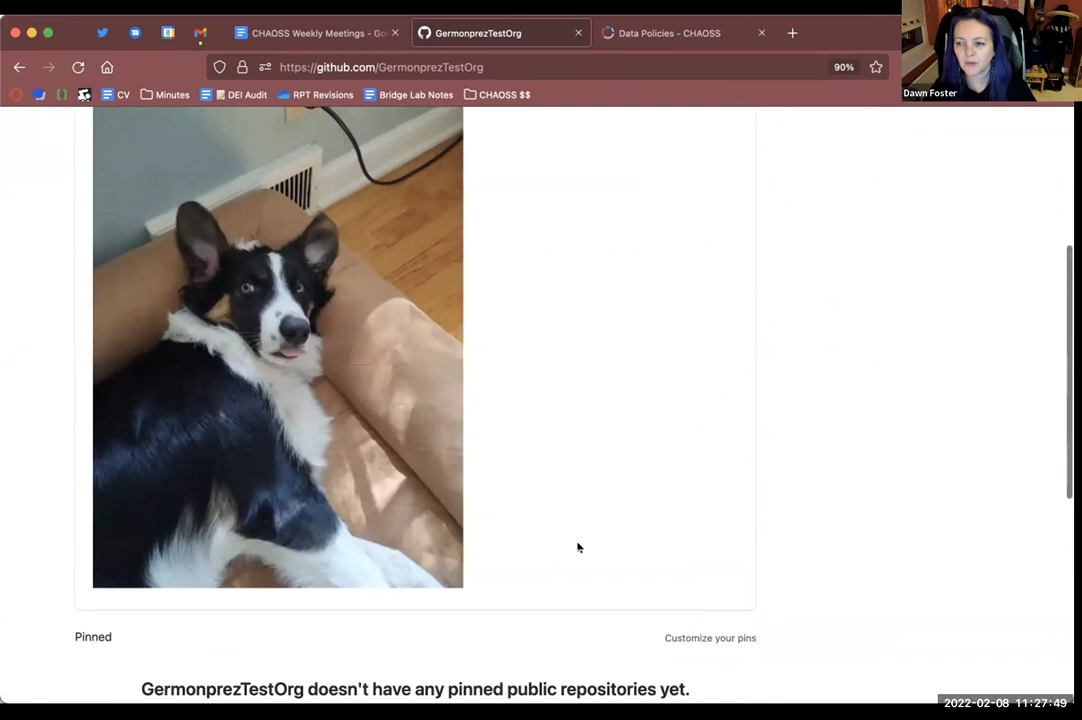 CHAOSS Weekly Meetings - Go
GermonprezTestOrg
Data Policies - CHAOSS
https://github.com/GermonprezTestOrg
90%
CV
Minutes
DEI Audit
RPT Revisions
Bridge Lab Notes
CHAOSS $$
Dawn Foster
Pinned
Customize your pins
GermonprezTestOrg doesn't have any pinned public repositories yet.
2022-02-08 11:27:49